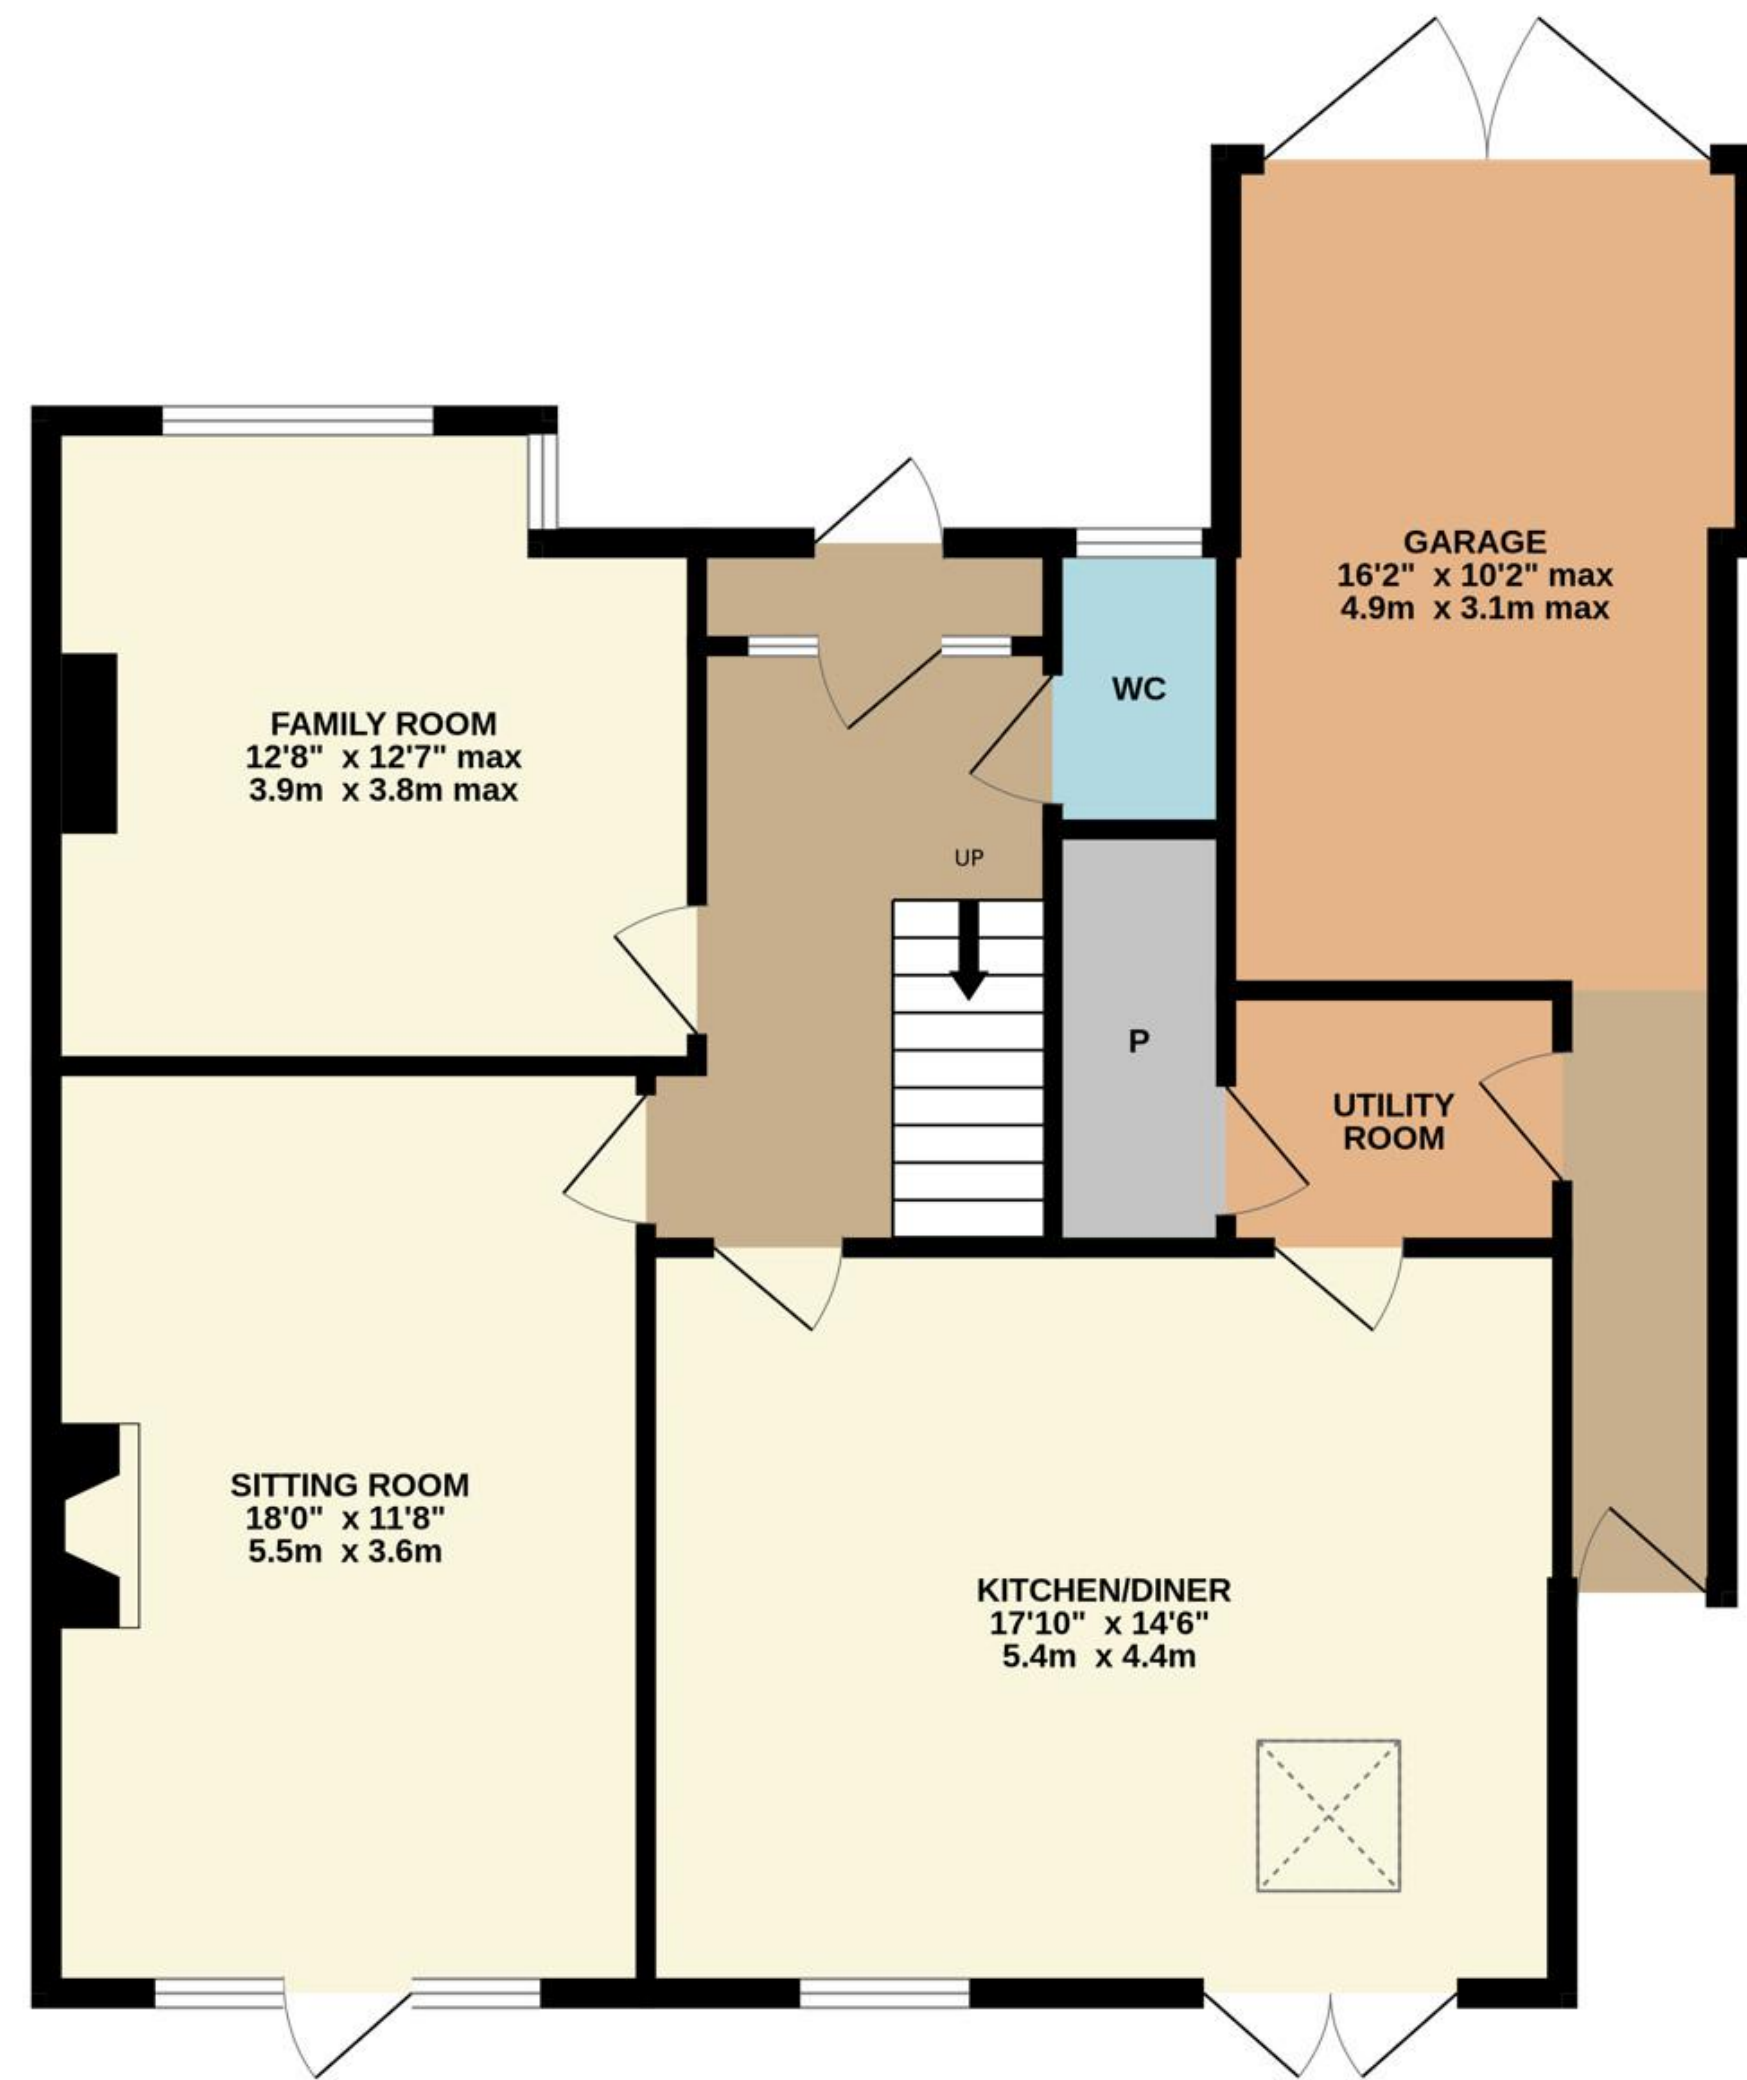 GARAGE
16'2" x 10'2" max
4.9m x 3.1m max
WC
FAMILY ROOM
12'8" x 12'7" max
3.9m x 3.8m max
UP
P
UTILITY
ROOM
SITTING ROOM
18'0" x 11'8"
5.5m x 3.6m
KITCHEN/DINER
17'10" x 14'6"
5.4m x 4.4m